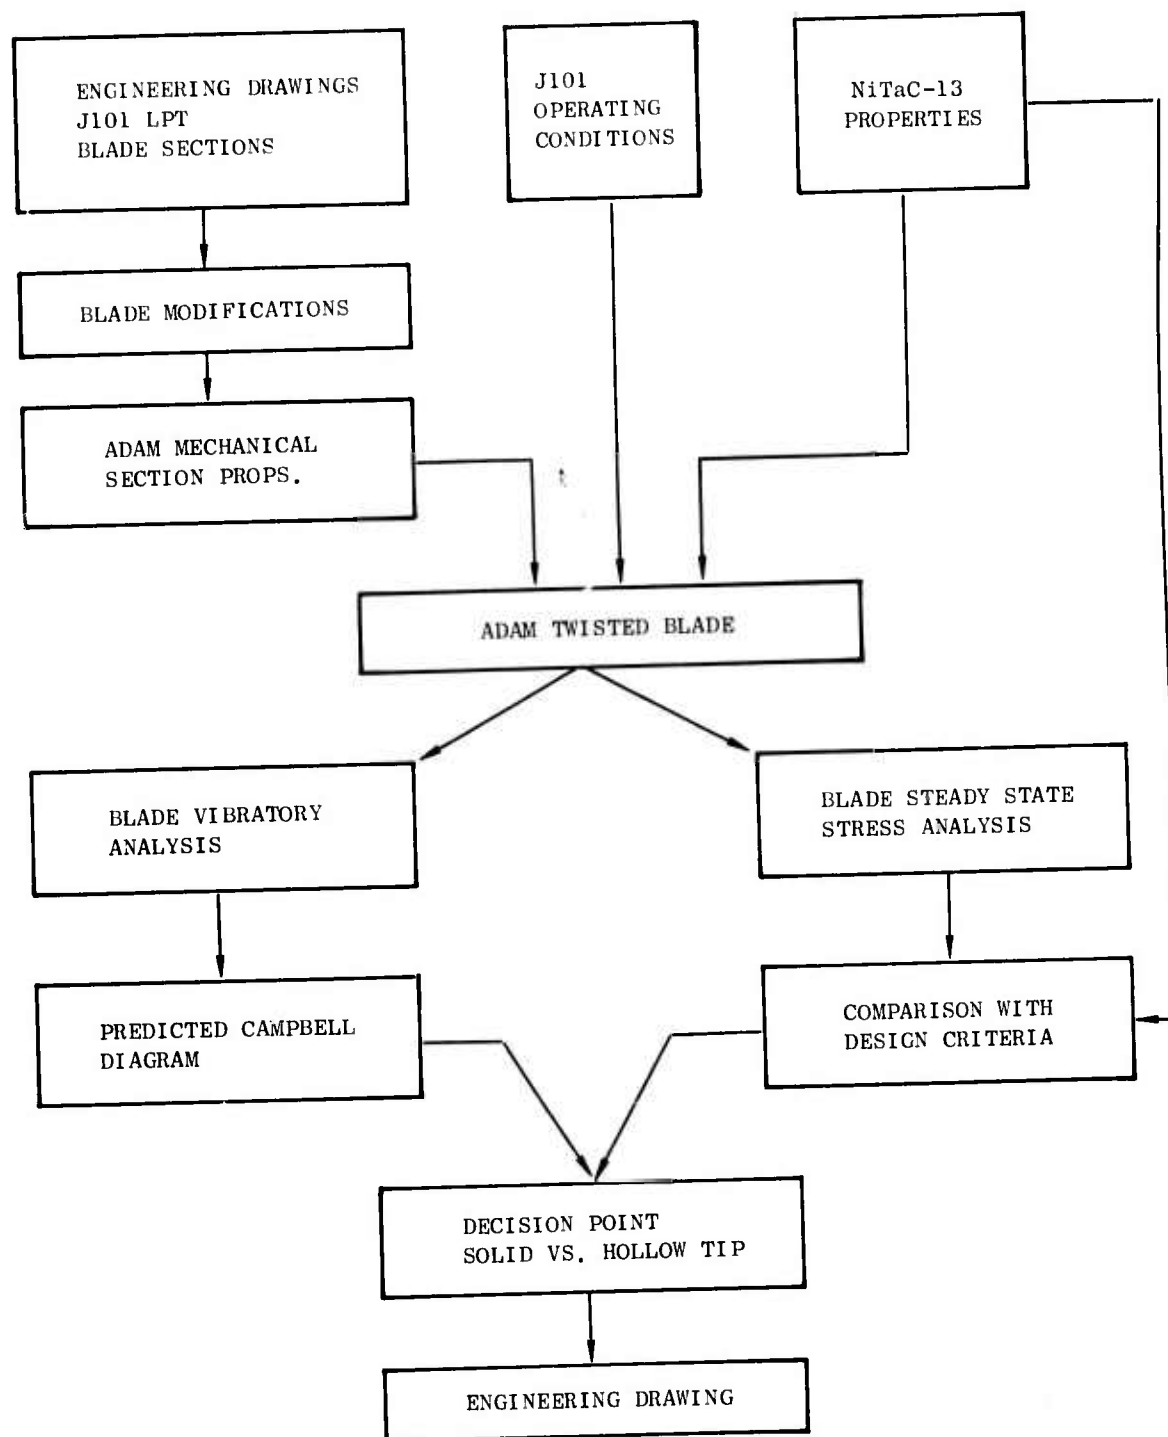 ENGINEERING DRAWINGS
J101 LPT
BLADE SECTIONS
J101
OPERATING
CONDITIONS
NiTaC-13
PROPERTIES
BLADE MODIFICATIONS
ADAM MECHANICAL
SECTION PROPS.
ADAM TWISTED BLADE
BLADE VIBRATORY
ANALYSIS
BLADE STEADY STATE
STRESS ANALYSIS
PREDICTED CAMPBELL
DIAGRAM
COMPARISON WITH
DESIGN CRITERIA
DECISION POINT
SOLID VS. HOLLOW TIP
ENGINEERING DRAWING